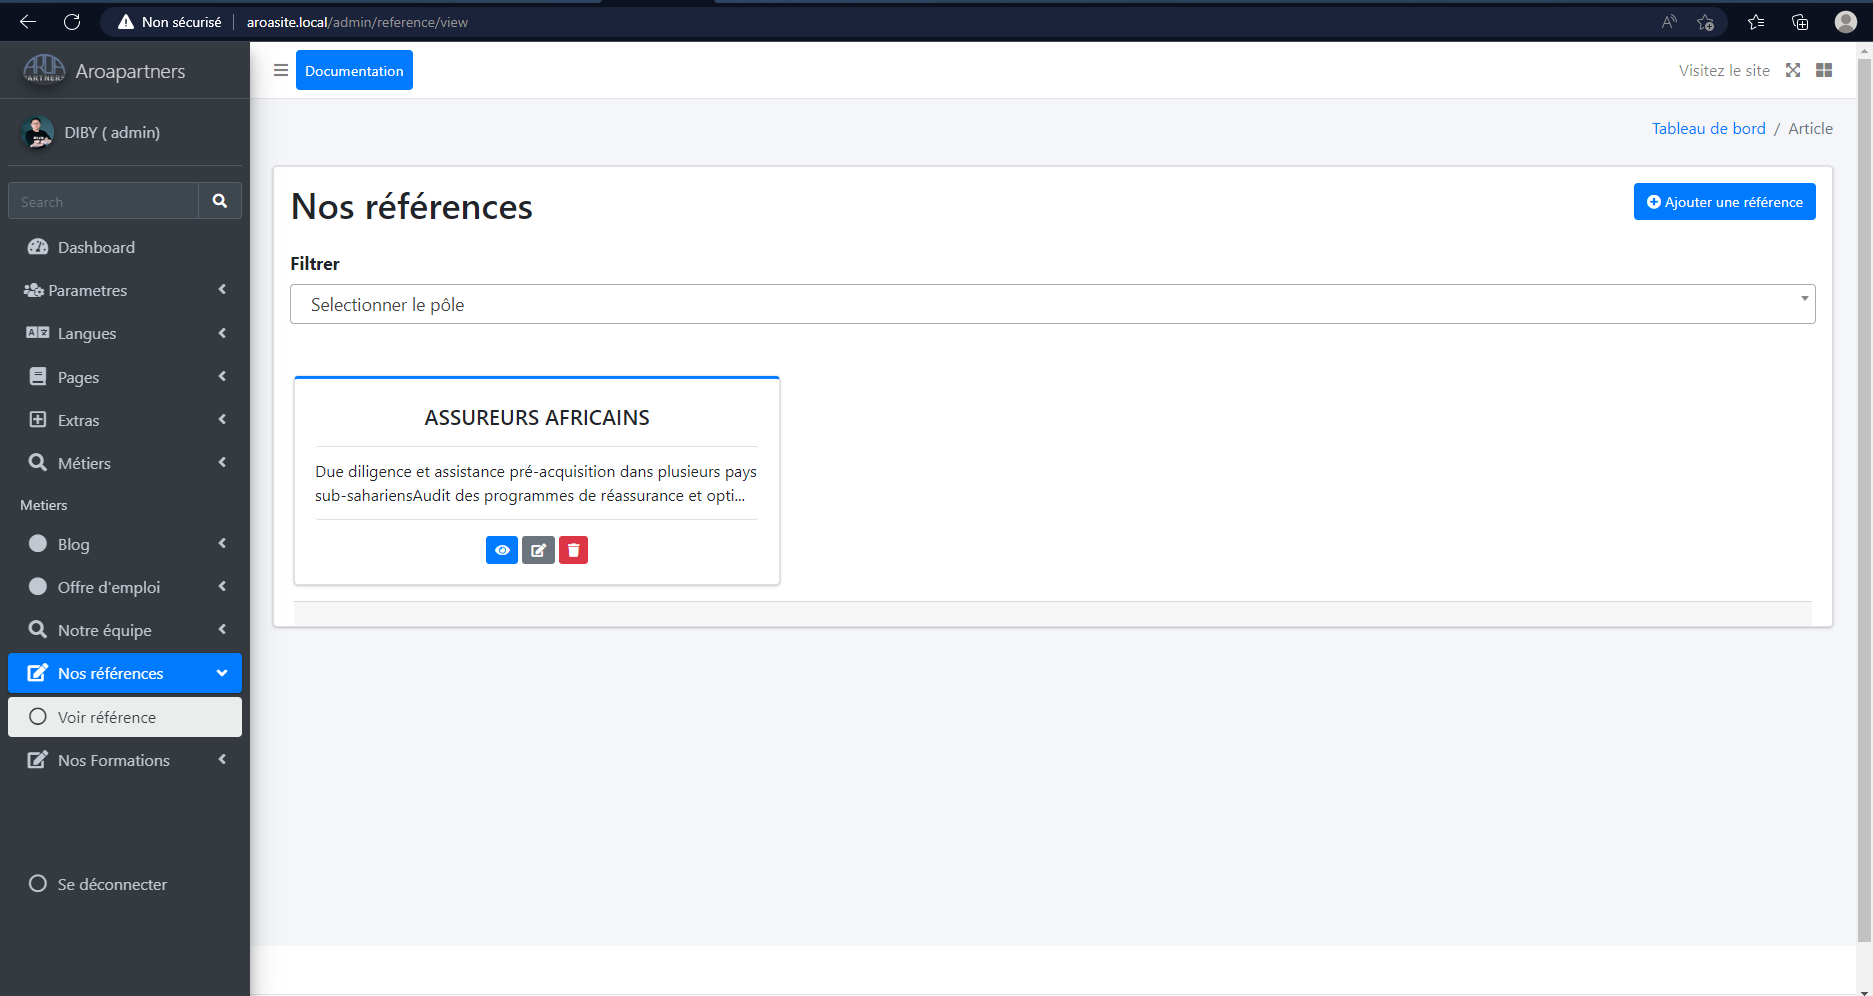 Non sécurisé
aroasite.local/admin/reference/view
AROA
PARTNERS
Aroapartners
Documentation
Visitez le site
DIBY ( admin)
Tableau de bord / Article
Search
Nos références
Ajouter une référence
Dashboard
Filtrer
Parametres
Selectionner le pôle
Langues
Pages
Extras
Métiers
Metiers
Blog
Offre d'emploi
Notre équipe
Nos références
Voir référence
Nos Formations
Se déconnecter
ASSUREURS AFRICAINS
Due diligence et assistance pré-acquisition dans plusieurs pays
sub-sahariensAudit des programmes de réassurance et opti...